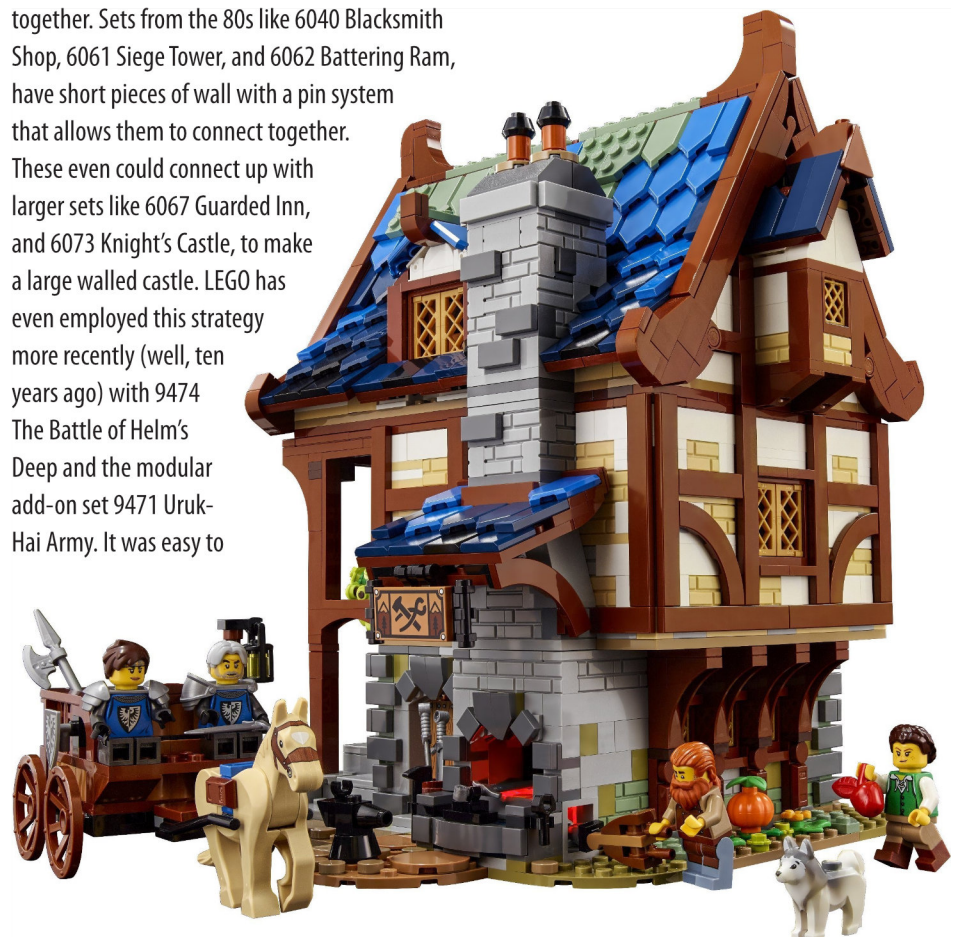 together. Sets from the 80s like 6040 Blacksmith
Shop, 6061 Siege Tower, and 6062 Battering Ram,
have short pieces of wall with a pin system
that allows them to connect together.
These even could connect up with
larger sets like 6067 Guarded Inn,
and 6073 Knight’s Castle, to make
a large walled castle. LEGO has
even employed this strategy
more recently (well, ten
years ago) with 9474
The Battle of Helm’s
Deep and the modular
add-on set 9471 Uruk-
Hai Army. It was easy to